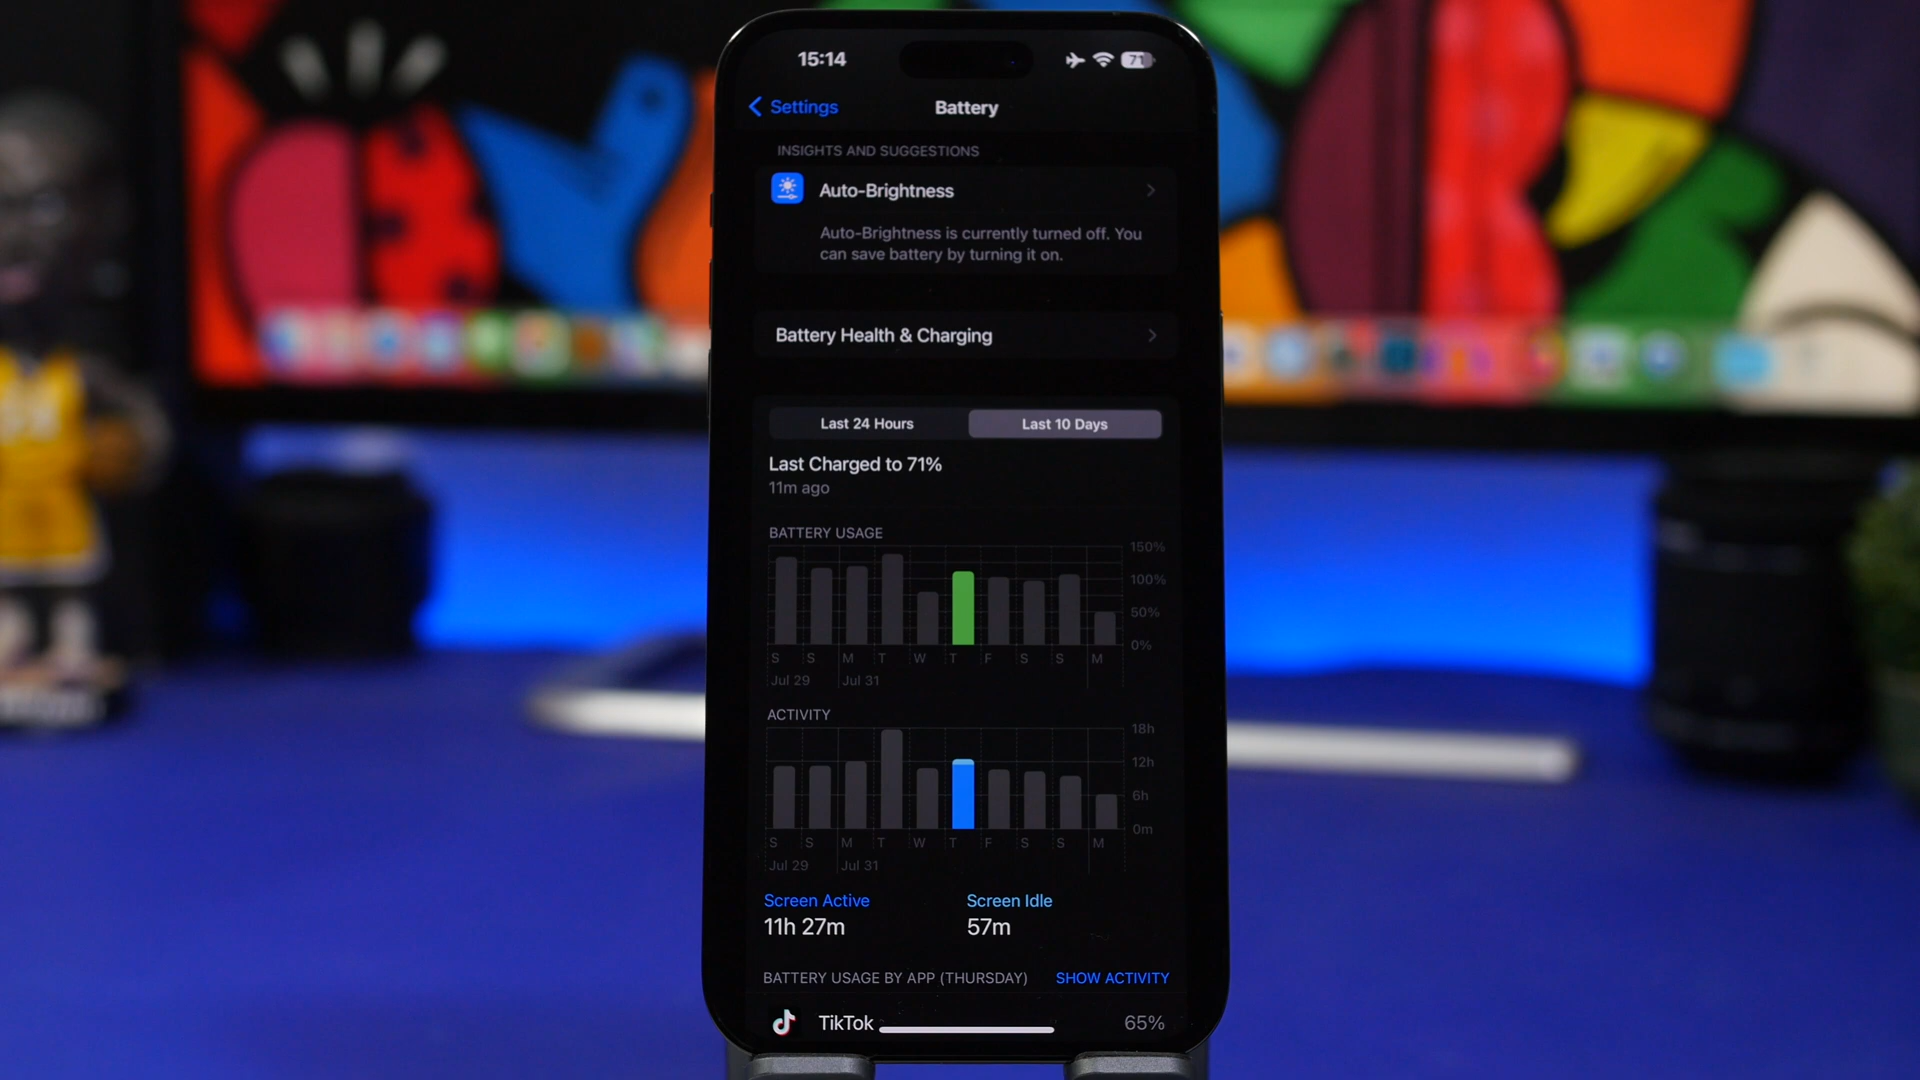 15:14
71
Settings
Battery
INSIGHTS AND SUGGESTIONS
Auto-Brightness
Auto-Brightness is currently turned off. You
can save battery by turning it on.
Battery Health & Charging
Last 24 Hours Last 10 Days
Last Charged to 71%
11m ago
BATTERY USAGE
150%
100%
50%
0%
S S M T W T F S S M
Jul 29 Jul 31
ACTIVITY
18h
12h
6h
0m
S S M T W T F S S M
Jul 29 Jul 31
Screen Active Screen Idle
11h 27m 57m
BATTERY USAGE BY APP (THURSDAY) SHOW ACTIVITY
TikTok 65%